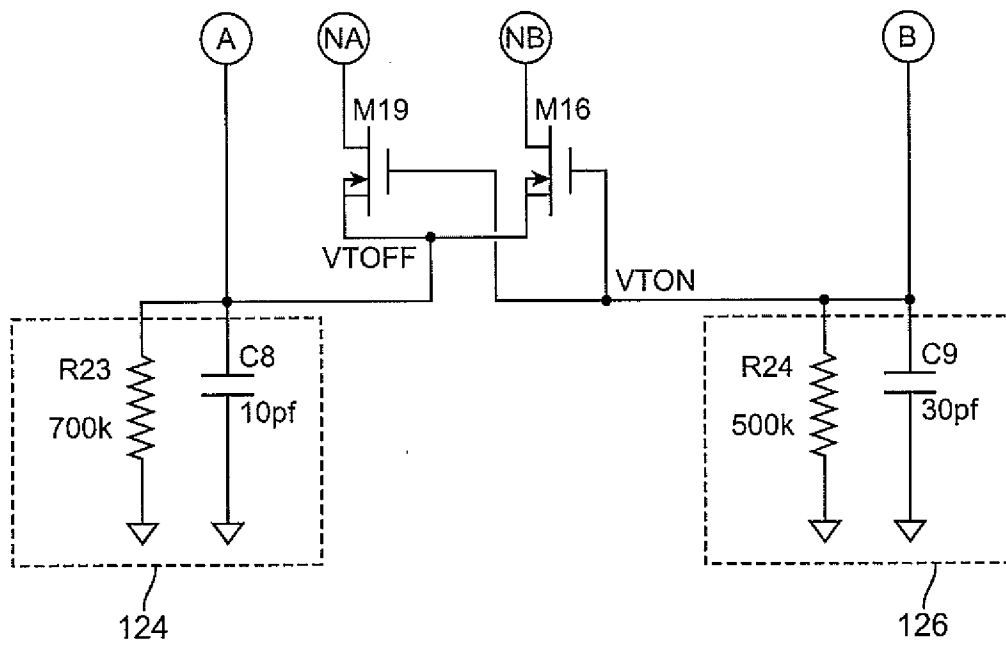 A
NA
NB
B
M19
M16
VTOFF
VTON
R23
700k
C8
10pf
R24
500k
C9
30pf
124
126